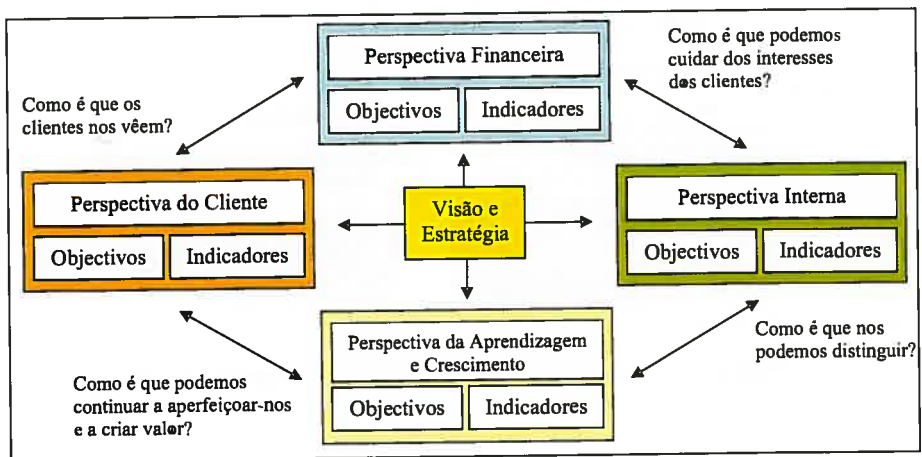 Perspectiva Financeira
Objectivos
Indicadores
Como é que podemos
cuidar dos interesses
dos clientes?
Como é que os
clientes nos vêem?
Perspectiva do Cliente
Objectivos
Indicadores
Visão e
Estratégia
Perspectiva Interna
Objectivos
Indicadores
Perspectiva da Aprendizagem
e Crescimento
Objectivos
Indicadores
Como é que nos
podemos distinguir?
Como é que podemos
continuar a aperfeiçoar-nos
e a criar valor?